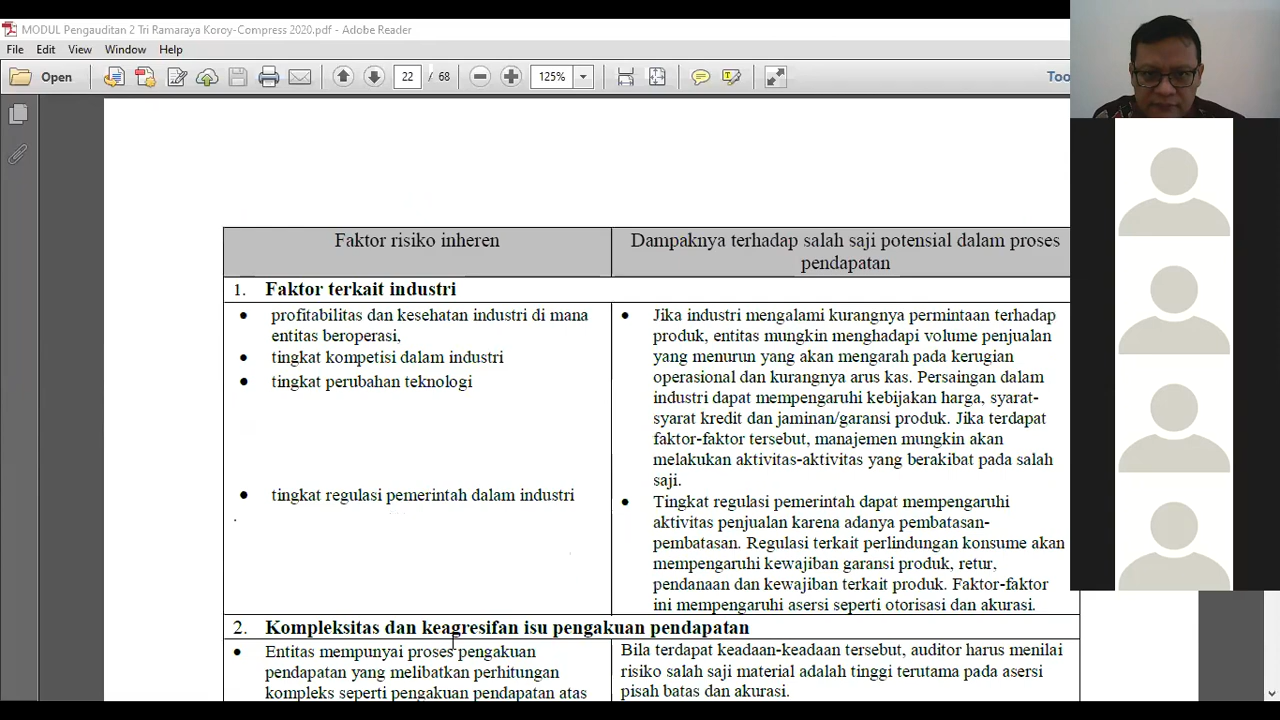 MODUL Pengauditan 2 Tri Ramaraya Koroy-Compress 2020.pdf - Adobe Reader
File Edit View Window Help
Open 22 / 68 125% Too
Faktor risiko inheren
Dampaknya terhadap salah saji potensial dalam proses
pendapatan
1. Faktor terkait industri
• profitabilitas dan kesehatan industri di mana
entitas beroperasi,
• tingkat kompetisi dalam industri
• tingkat perubahan teknologi
• tingkat regulasi pemerintah dalam industri
.
• Jika industri mengalami kurangnya permintaan terhadap
produk, entitas mungkin menghadapi volume penjualan
yang menurun yang akan mengarah pada kerugian
operasional dan kurangnya arus kas. Persaingan dalam
industri dapat mempengaruhi kebijakan harga, syarat-
syarat kredit dan jaminan/garansi produk. Jika terdapat
faktor-faktor tersebut, manajemen mungkin akan
melakukan aktivitas-aktivitas yang berakibat pada salah
saji.
• Tingkat regulasi pemerintah dapat mempengaruhi
aktivitas penjualan karena adanya pembatasan-
pembatasan. Regulasi terkait perlindungan konsume akan
mempengaruhi kewajiban garansi produk, retur,
pendanaan dan kewajiban terkait produk. Faktor-faktor
ini mempengaruhi asersi seperti otorisasi dan akurasi.
2. Kompleksitas dan keagresifan isu pengakuan pendapatan
• Entitas mempunyai proses pengakuan
pendapatan yang melibatkan perhitungan
kompleks seperti pengakuan pendapatan atas
Bila terdapat keadaan-keadaan tersebut, auditor harus menilai
risiko salah saji material adalah tinggi terutama pada asersi
pisah batas dan akurasi.